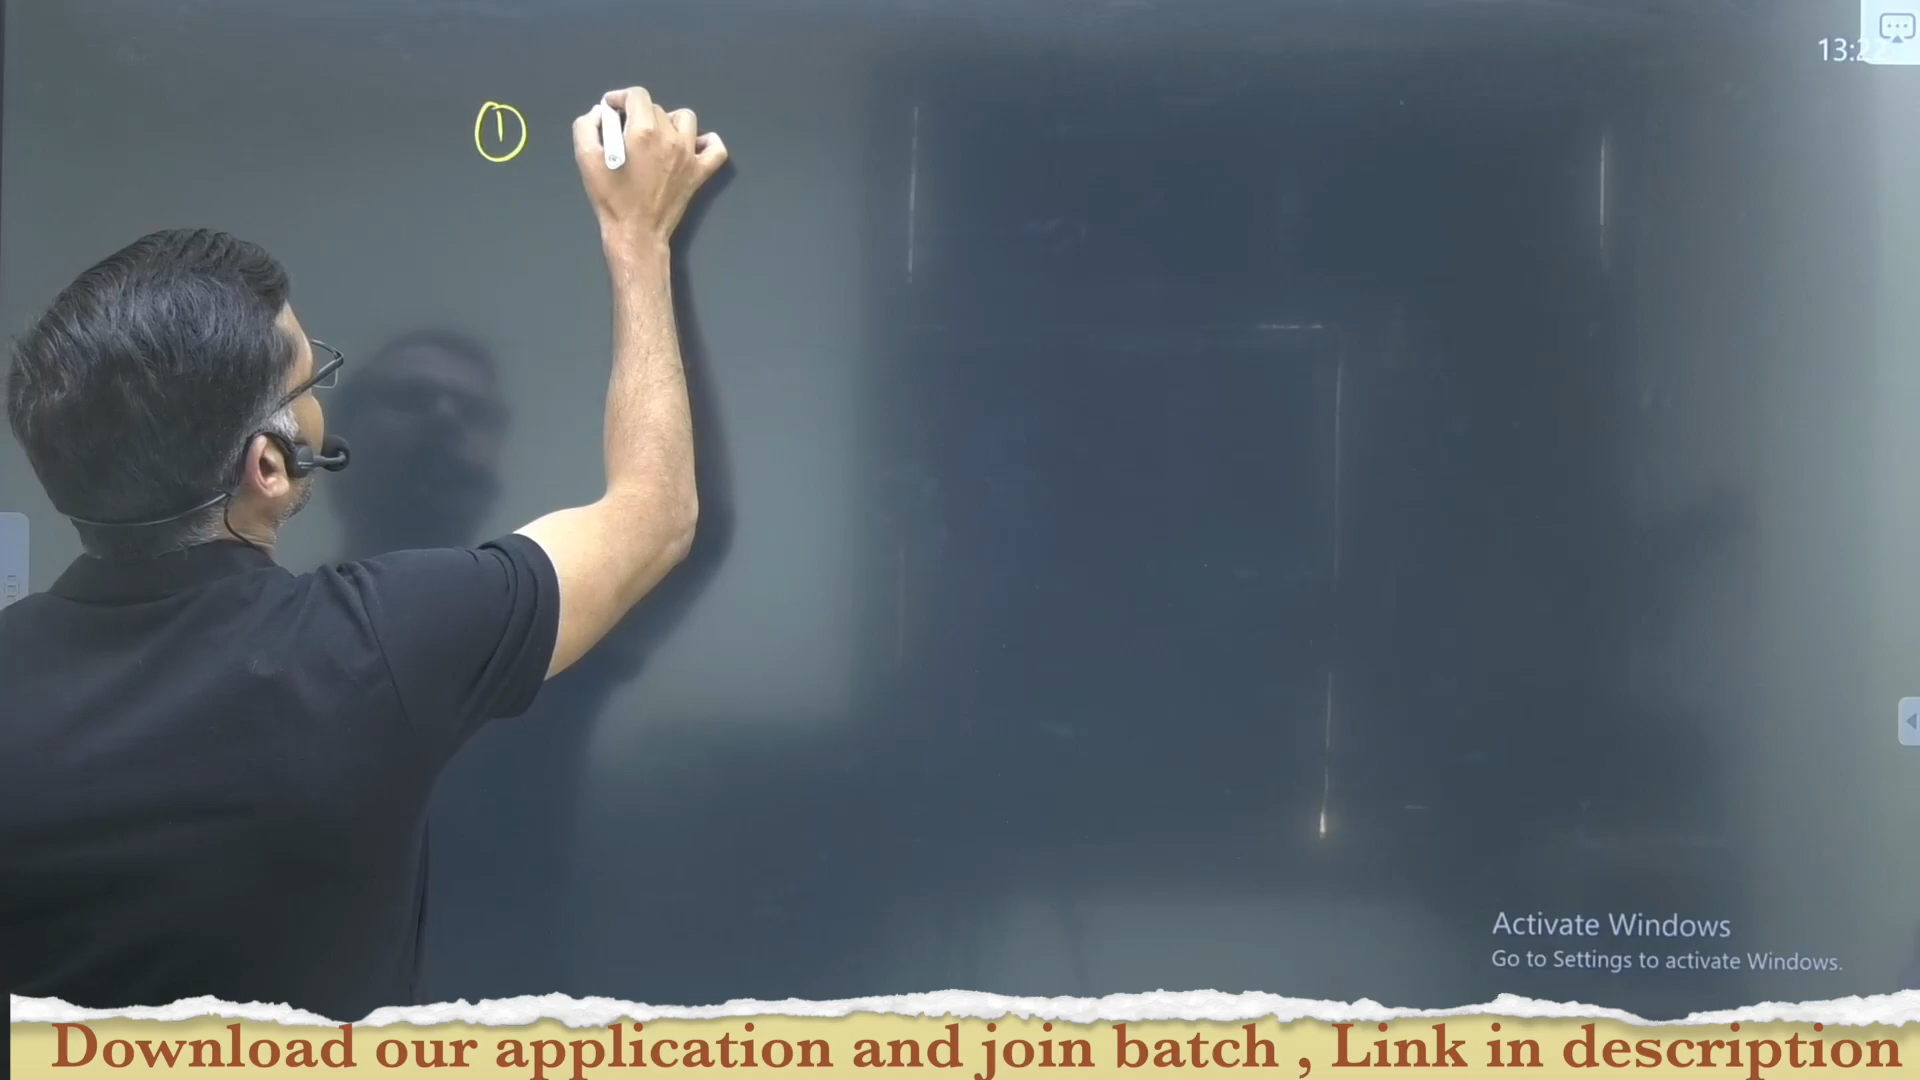 13:22
①
Activate Windows
Go to Settings to activate Windows.
Download our application and join batch , Link in description